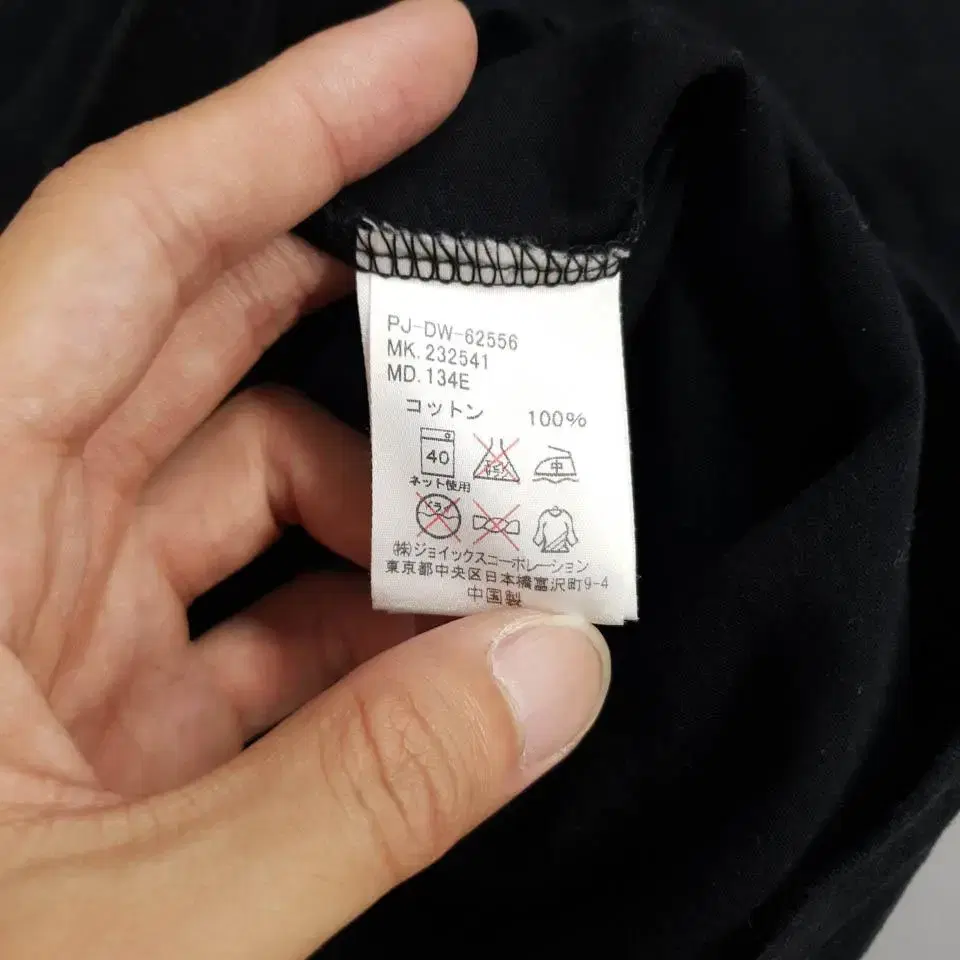 PJ-DW-62556
MK.232541
MD.134E
コットン 100%
40 中
ネット使用
(株)ジョイックスコーポレーション
東京都中央区日本橋富沢町9-4
中国製